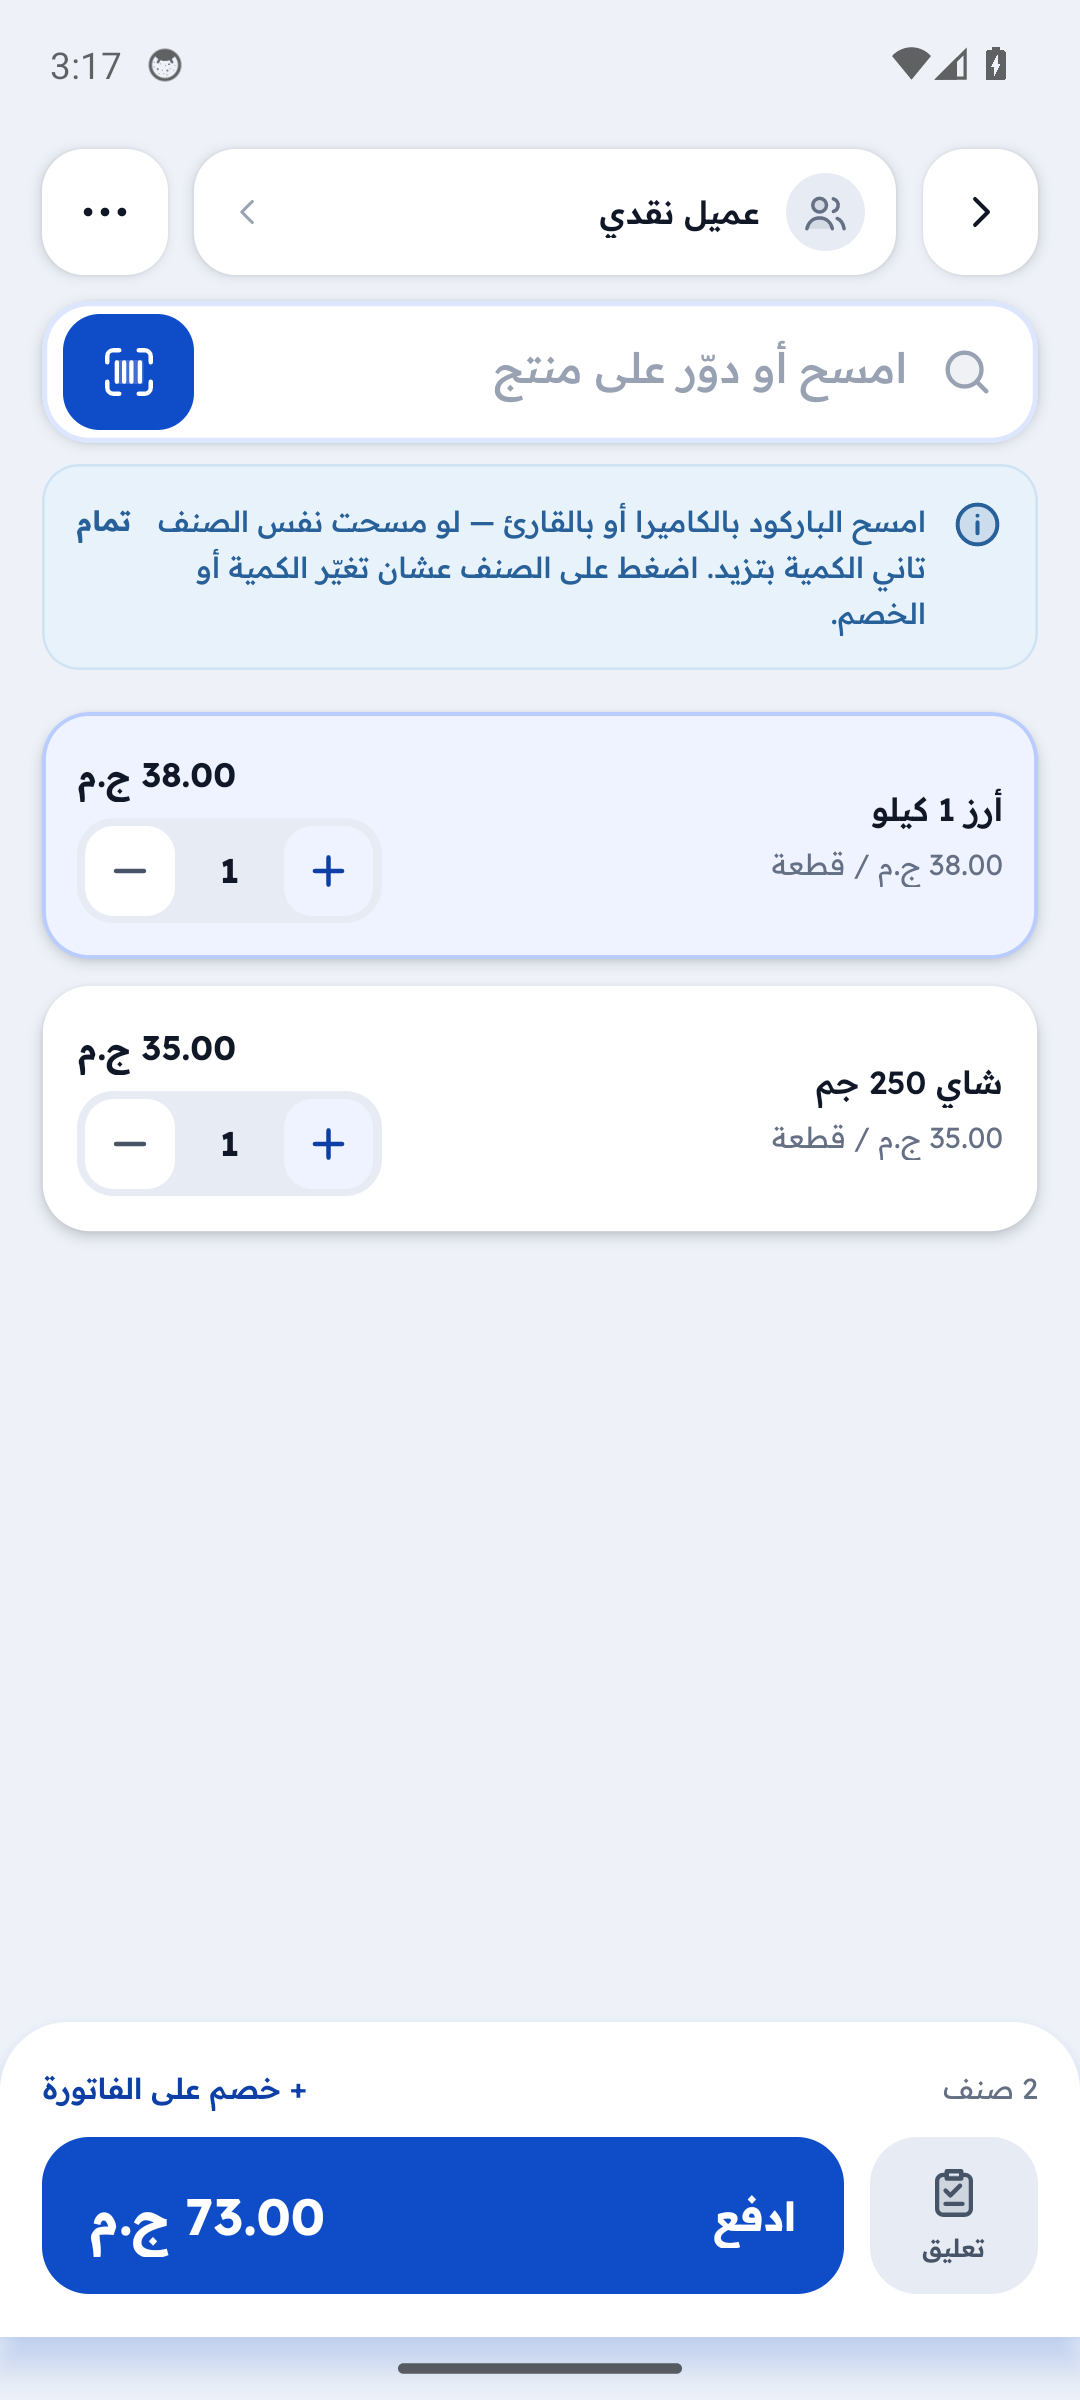 3:17
عميل نقدي
امسح أو دوّر على منتج
امسح الباركود بالكاميرا أو بالقارئ — لو مسحت نفس الصنف
تاني الكمية بتزيد. اضغط على الصنف عشان تغيّر الكمية أو
الخصم.
تمام
أرز 1 كيلو
38.00 ج.م / قطعة
38.00 ج.م
1
شاي 250 جم
35.00 ج.م / قطعة
35.00 ج.م
1
2 صنف
+ خصم على الفاتورة
تعليق
ادفع
73.00 ج.م